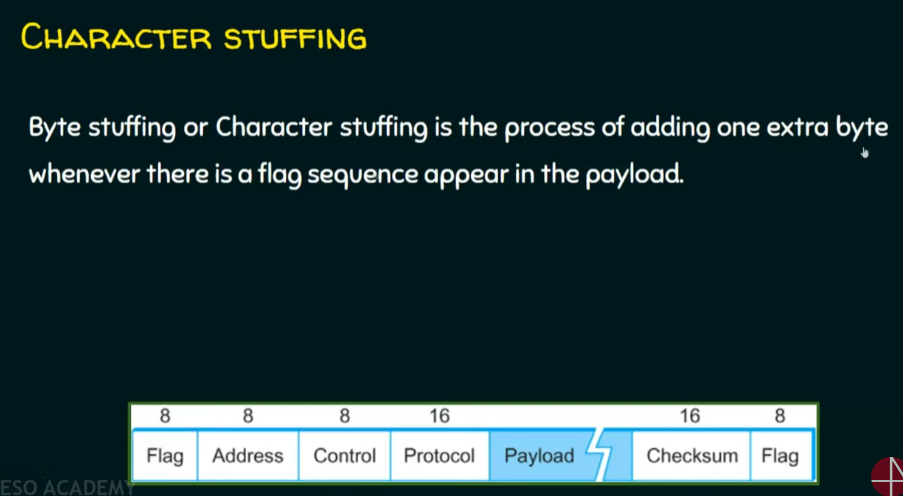 CHARACTER STUFFING
Byte stuffing or Character stuffing is the process of adding one extra byte
whenever there is a flag sequence appear in the payload.
8 8 8 16 16 8
Flag Address Control Protocol Payload Checksum Flag
ESO ACADEMY
N